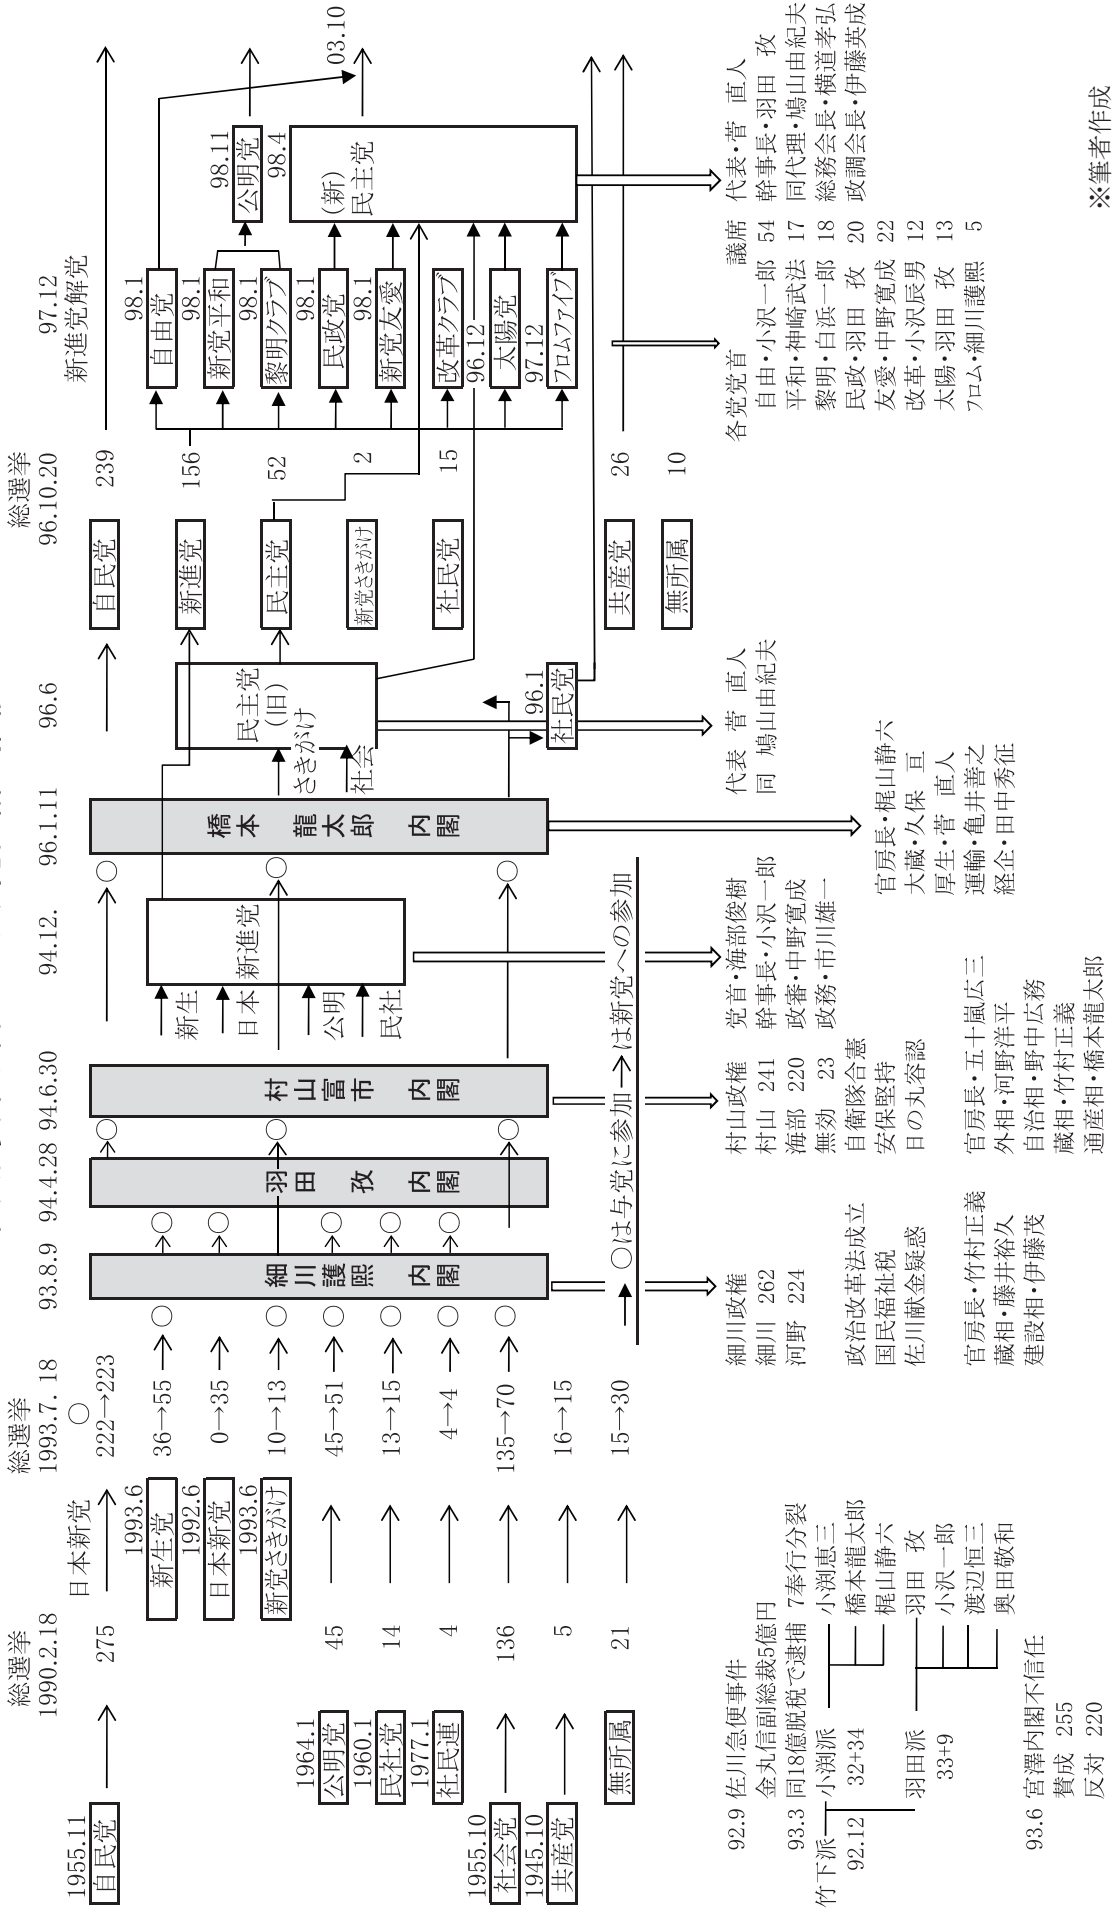 総選挙
1990.2.18
総選挙
1993.7.18
93.8.9
94.4.28
94.6.30
94.12.
96.1.11
96.6
総選挙
96.10.20
97.12
新進党解党
1955.11
自民党
275
日本新党
○
222→223
○
○
自民党
239
1993.6
新生党
36→55
○
○
1992.6
日本新党
0→35
○
1993.6
新党さきがけ
10→13
○
○
○
1964.1
公明党
45
45→51
○
○
1960.1
民社党
14
13→15
○
○
1977.1
社民連
4
4→4
○
○
1955.10
社会党
136
135→70
○
○
○
1945.10
共産党
5
16→15
無所属
21
15→30
細川護熙 内閣
羽田 孜 内閣
村山富市 内閣
新生
日本
公明
民社
新進党
橋本 龍太郎 内閣
さきがけ
社会
民主党
(旧)
96.1
社民党
新進党
156
民主党
52
新党さきがけ
2
社民党
15
共産党
26
無所属
10
98.1
自由党
98.1
新党平和
98.1
黎明クラブ
98.1
民政党
98.1
新党友愛
改革クラブ
96.12
太陽党
97.12
フロムファイブ
98.11
公明党
98.4
(新)
民主党
03.10
○は与党に参加 →は新党への参加
92.9 佐川急便事件
金丸信副総裁5億円
93.3 同18億脱税で逮捕 7奉行分裂
竹下派
92.12
小渕派
32+34
小渕恵三
橋本龍太郎
梶山静六
羽田派
33+9
羽田 孜
小沢一郎
渡辺恒三
奥田敬和
93.6 宮澤内閣不信任
賛成 255
反対 220
細川政権
細川 262
河野 224
政治改革法成立
国民福祉税
佐川献金疑惑
官房長・竹村正義
蔵相・藤井裕久
建設相・伊藤茂
村山政権
村山 241
海部 220
無効 23
自衛隊合憲
安保堅持
日の丸容認
官房長・五十嵐広三
外相・河野洋平
自治相・野中広務
蔵相・竹村正義
通産相・橋本龍太郎
党首・海部俊樹
幹事長・小沢一郎
政審・中野寛成
政務・市川雄一
官房長・梶山静六
大蔵・久保 亘
厚生・菅 直人
運輸・亀井善之
経企・田中秀征
代表 菅 直人
同 鳩山由紀夫
各党党首 議席
自由・小沢一郎 54
平和・神崎武法 17
黎明・白浜一郎 18
民政・羽田 孜 20
友愛・中野寛成 22
改革・小沢辰男 12
太陽・羽田 孜 13
フロム・細川護熙 5
代表・菅 直人
幹事長・羽田 孜
同代理・鳩山由紀夫
総務会長・横道孝弘
政調会長・伊藤英成
※筆者作成